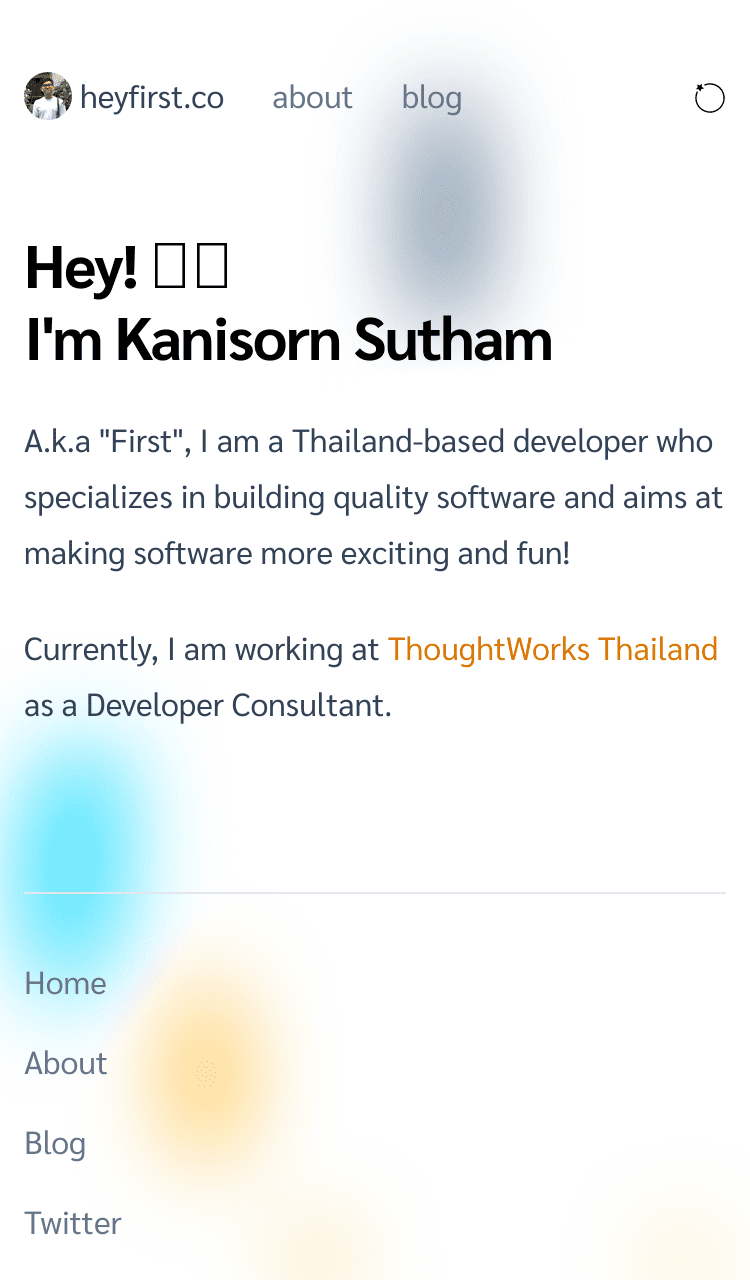 heyfirst.co about blog
Hey!
I'm Kanisorn Sutham
A.k.a "First", I am a Thailand-based developer who
specializes in building quality software and aims at
making software more exciting and fun!
Currently, I am working at ThoughtWorks Thailand
as a Developer Consultant.
Home
About
Blog
Twitter